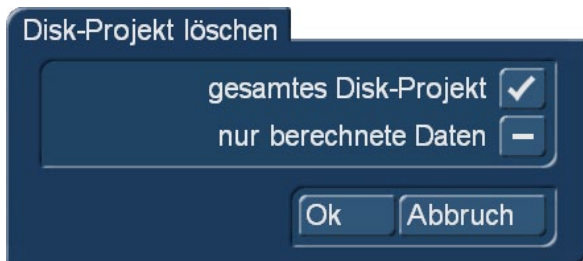 Disk-Projekt löschen
gesamtes Disk-Projekt
nur berechnete Daten
Ok Abbruch